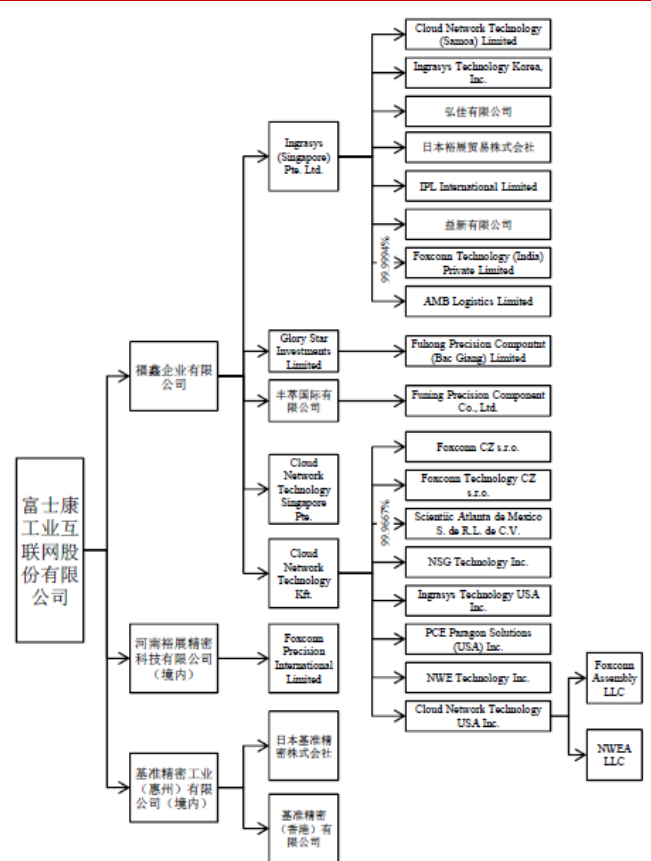 Cloud Network Technology
(Samoa) Limited
Ingrasys Technology Korea,
Inc.
弘佳有限公司
日本裕展贸易株式会社
IPL International Limited
益新有限公司
99.9994%
Foxconn Technology (India)
Private Limited
AMB Logistics Limited
Ingrasys
(Singapore)
Pte. Ltd.
Glory Star
Investments
Limited
Fuhong Precision Compontnt
(Bac Giang) Limited
福鑫企业有限
公司
丰萃国际有
限公司
Funing Precision Component
Co., Ltd.
Cloud
Network
Technology
Singapore
Pte.
Cloud
Network
Technology
Kft.
Foxconn CZ s.r.o.
Foxconn Technology CZ
s.r.o.
99.9667%
Scientiic Atlanta de Mexico
S. de R.L. de C.V.
NSG Technology Inc.
Ingrasys Technology USA
Inc.
PCE Paragon Solutions
(USA) Inc.
NWE Technology Inc.
Cloud Network Technology
USA Inc.
Foxconn
Assembly
LLC
NWEA
LLC
富士康
工业互
联网股
份有限
公司
河南裕展精密
科技有限公司
（境内）
Foxconn
Precision
International
Limited
基准精密工业
（惠州）有限
公司（境内）
日本基准精
密株式会社
基准精密
（香港）有
限公司